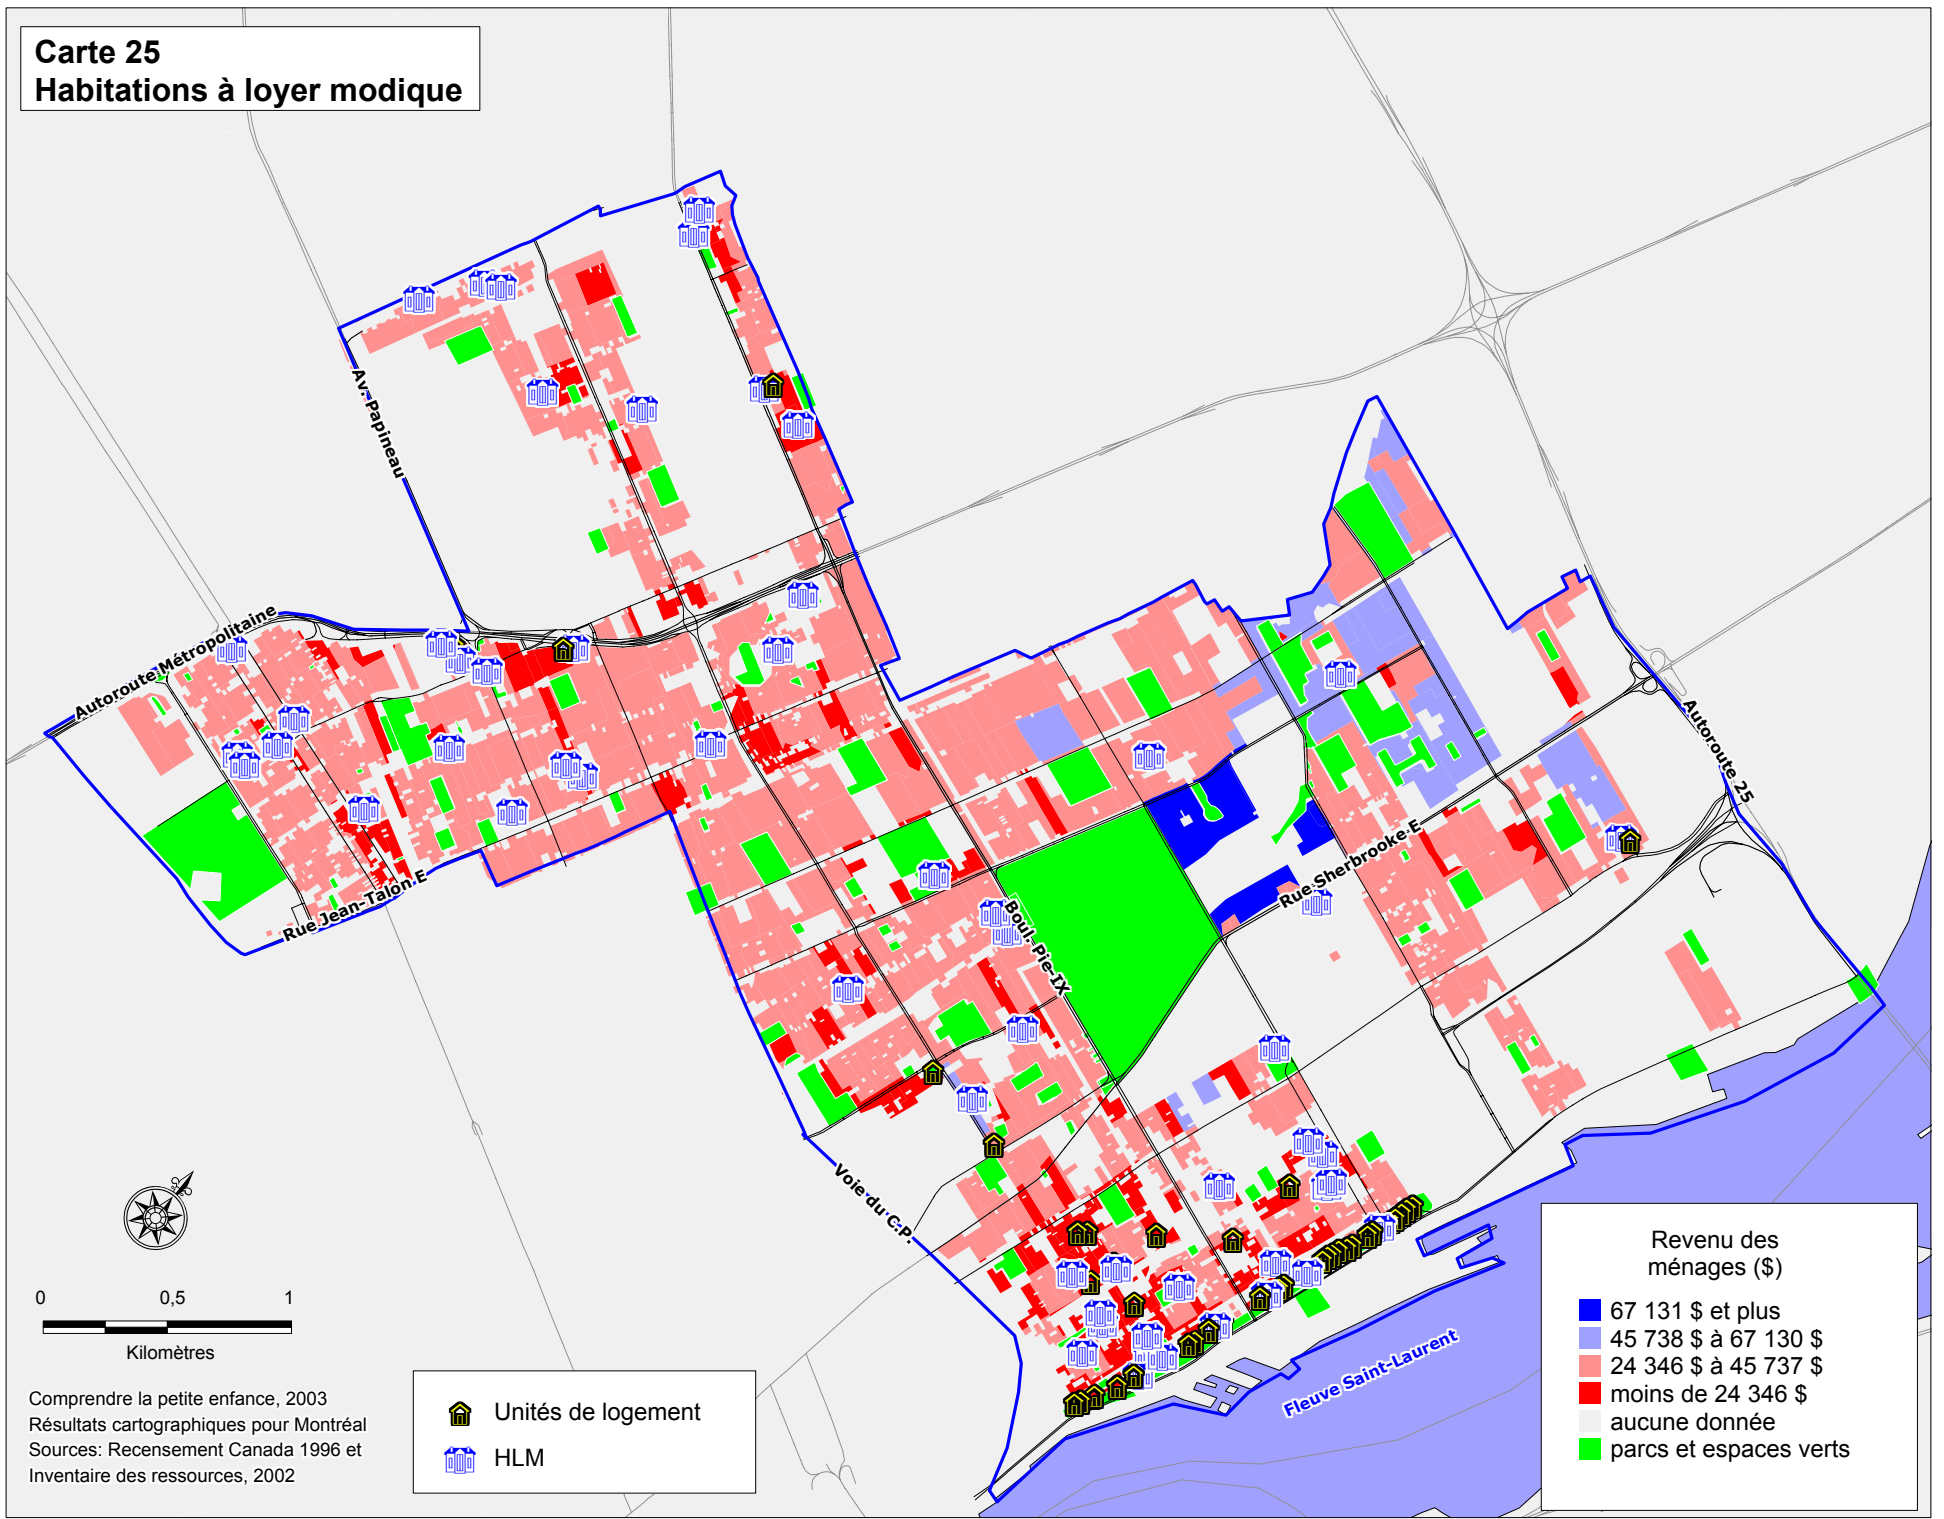 Carte 25
Habitations à loyer modique
Av. Papineau
Autoroute Métropolitaine
Rue Jean-Talon E
Autoroute 25
Rue Sherbrooke E
Boul. Pie-IX
Voie du C.P.
Fleuve Saint-Laurent
0 0,5 1
Kilomètres
Comprendre la petite enfance, 2003
Résultats cartographiques pour Montréal
Sources: Recensement Canada 1996 et
Inventaire des ressources, 2002
Unités de logement
HLM
Revenu des
ménages ($)
67 131 $ et plus
45 738 $ à 67 130 $
24 346 $ à 45 737 $
moins de 24 346 $
aucune donnée
parcs et espaces verts